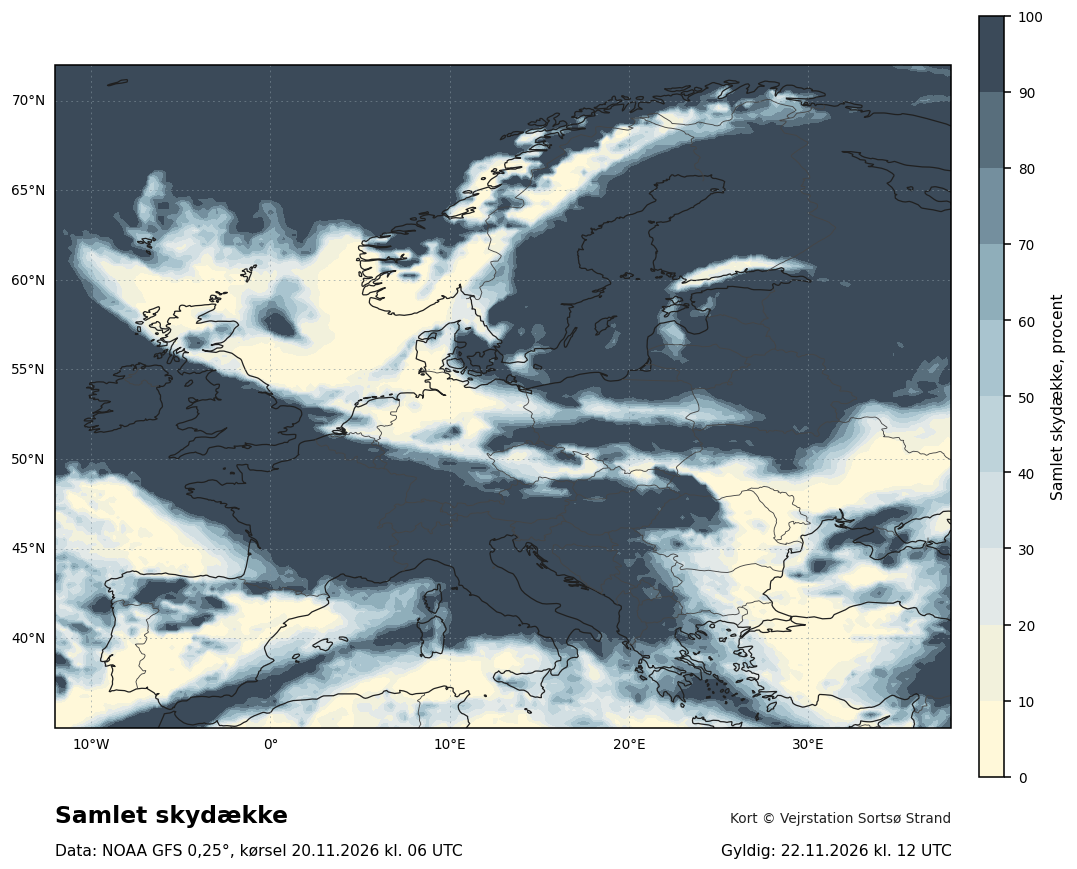 100
90
80
70
60
50
40
30
20
10
0
Samlet skydække, procent
70°N
65°N
60°N
55°N
50°N
45°N
40°N
10°W
0°
10°E
20°E
30°E
Samlet skydække
Kort © Vejrstation Sortsø Strand
Data: NOAA GFS 0,25°, kørsel 20.11.2026 kl. 06 UTC
Gyldig: 22.11.2026 kl. 12 UTC